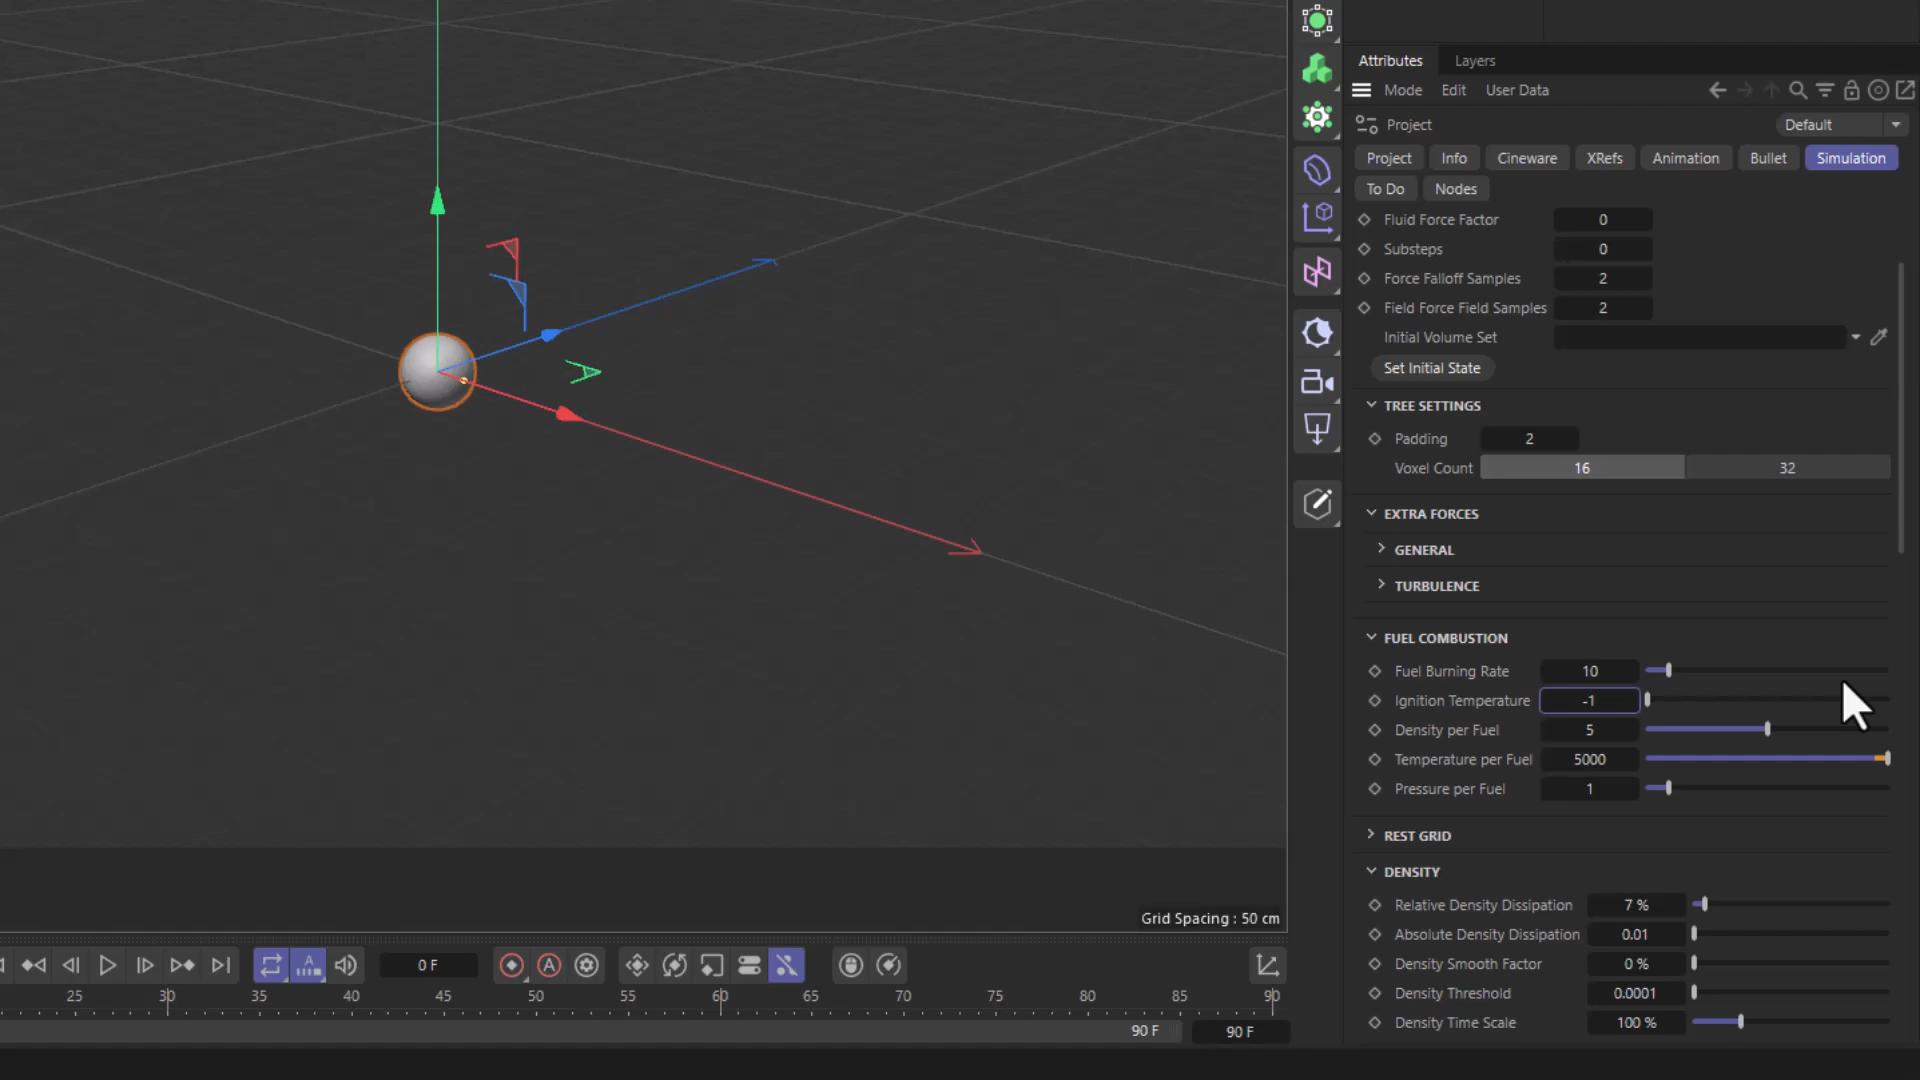 Attributes Layers
Mode Edit User Data
Project Default
Project Info Cineware XRefs Animation Bullet Simulation
To Do Nodes
Fluid Force Factor 0
Substeps 0
Force Falloff Samples 2
Field Force Field Samples 2
Initial Volume Set
Set Initial State
TREE SETTINGS
Padding 2
Voxel Count 16 32
EXTRA FORCES
GENERAL
TURBULENCE
FUEL COMBUSTION
Fuel Burning Rate 10
Ignition Temperature -1
Density per Fuel 5
Temperature per Fuel 5000
Pressure per Fuel 1
REST GRID
DENSITY
Relative Density Dissipation 7 %
Absolute Density Dissipation 0.01
Density Smooth Factor 0 %
Density Threshold 0.0001
Density Time Scale 100 %
Grid Spacing : 50 cm
A 0 F A
25 30 35 40 45 50 55 60 65 70 75 80 85 90
90 F 90 F